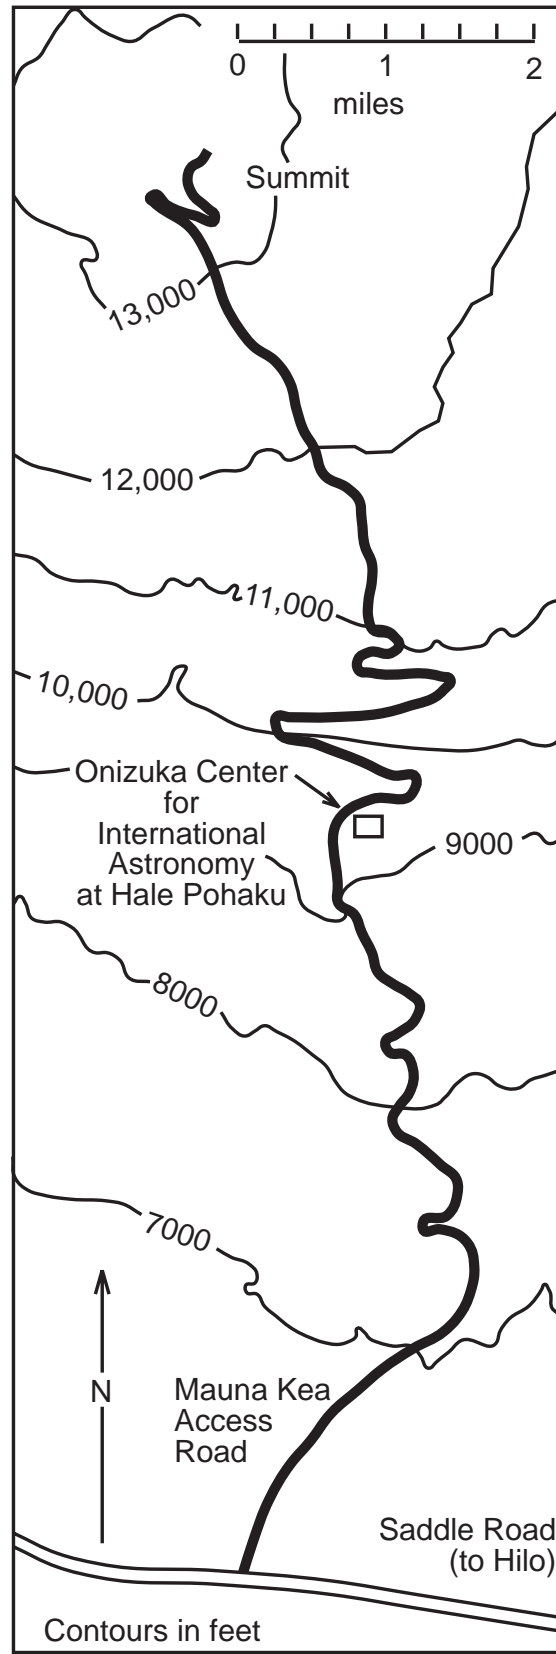 0 1 2
miles
Summit
13,000
12,000
11,000
10,000
Onizuka Center
for
International
Astronomy
at Hale Pohaku
9000
8000
7000
N
Mauna Kea
Access
Road
Saddle Road
(to Hilo)
Contours in feet